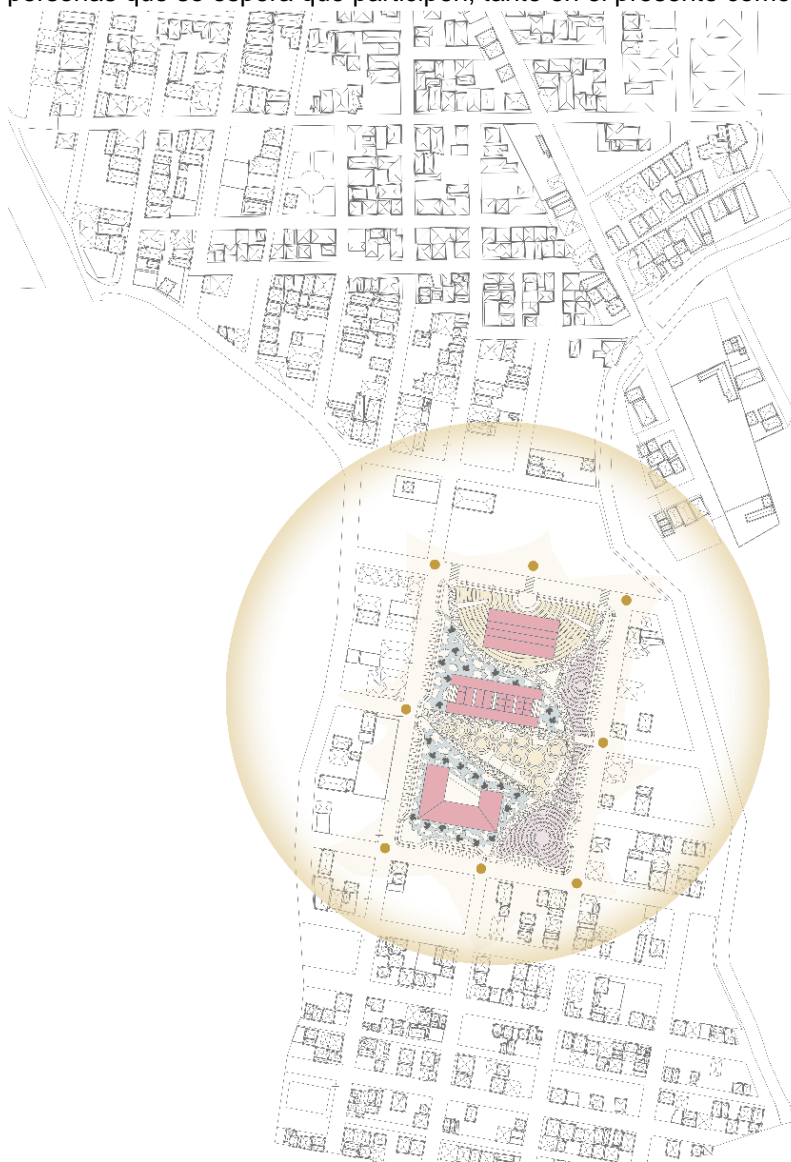 personas que se espera que participen, tanto en el presente como